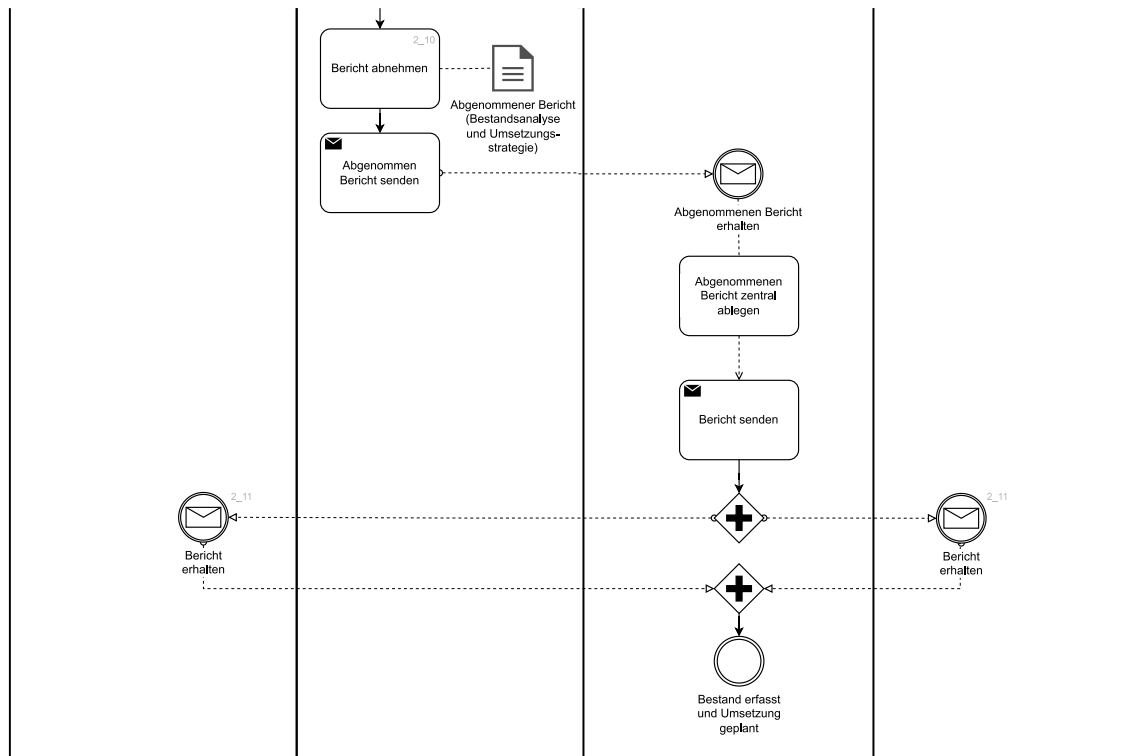 2_10
Bericht abnehmen
Abgenommener Bericht
(Bestandsanalyse
und Umsetzungs-
strategie)
Abgenommen
Bericht senden
Abgenommenen Bericht
erhalten
Abgenommenen
Bericht zentral
ablegen
Bericht senden
2_11
Bericht
erhalten
2_11
Bericht
erhalten
Bestand erfasst
und Umsetzung
geplant